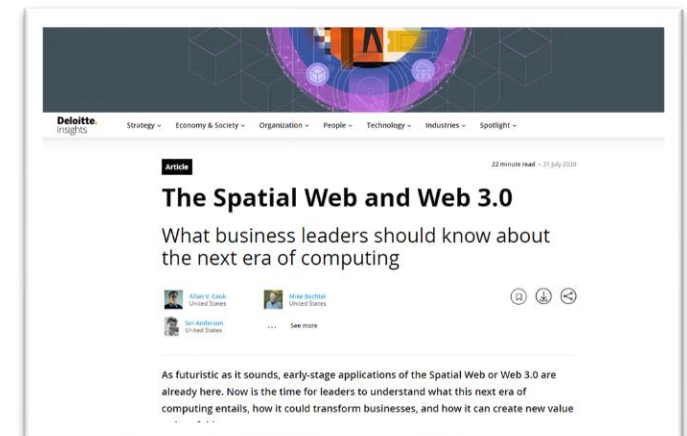 Deloitte.
Insights
Strategy Economy & Society Organization People Technology Industries Spotlight
Article
22 minute read • 21 July 2020
The Spatial Web and Web 3.0
What business leaders should know about
the next era of computing
Allan V. Cook
United States
Mike Bechtel
United States
Siri Anderson
United States
... See more
As futuristic as it sounds, early-stage applications of the Spatial Web or Web 3.0 are
already here. Now is the time for leaders to understand what this next era of
computing entails, how it could transform businesses, and how it can create new value